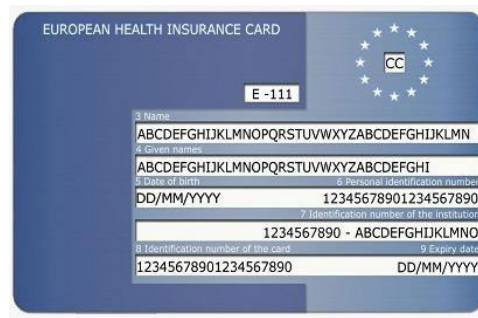 EUROPEAN HEALTH INSURANCE CARD
CC
E -111
3 Name
ABCDEFGHIJKLMNOPQRSTUVWXYZABCDEFGHIJKLMN
4 Given names
ABCDEFGHIJKLMNOPQRSTUVWXYZABCDEFGHI
5 Date of birth 6 Personal identification number
DD/MM/YYYY 12345678901234567890
7 Identification number of the institution
1234567890 - ABCDEFGHIJKLMNO
8 Identification number of the card 9 Expiry date
12345678901234567890 DD/MM/YYYY